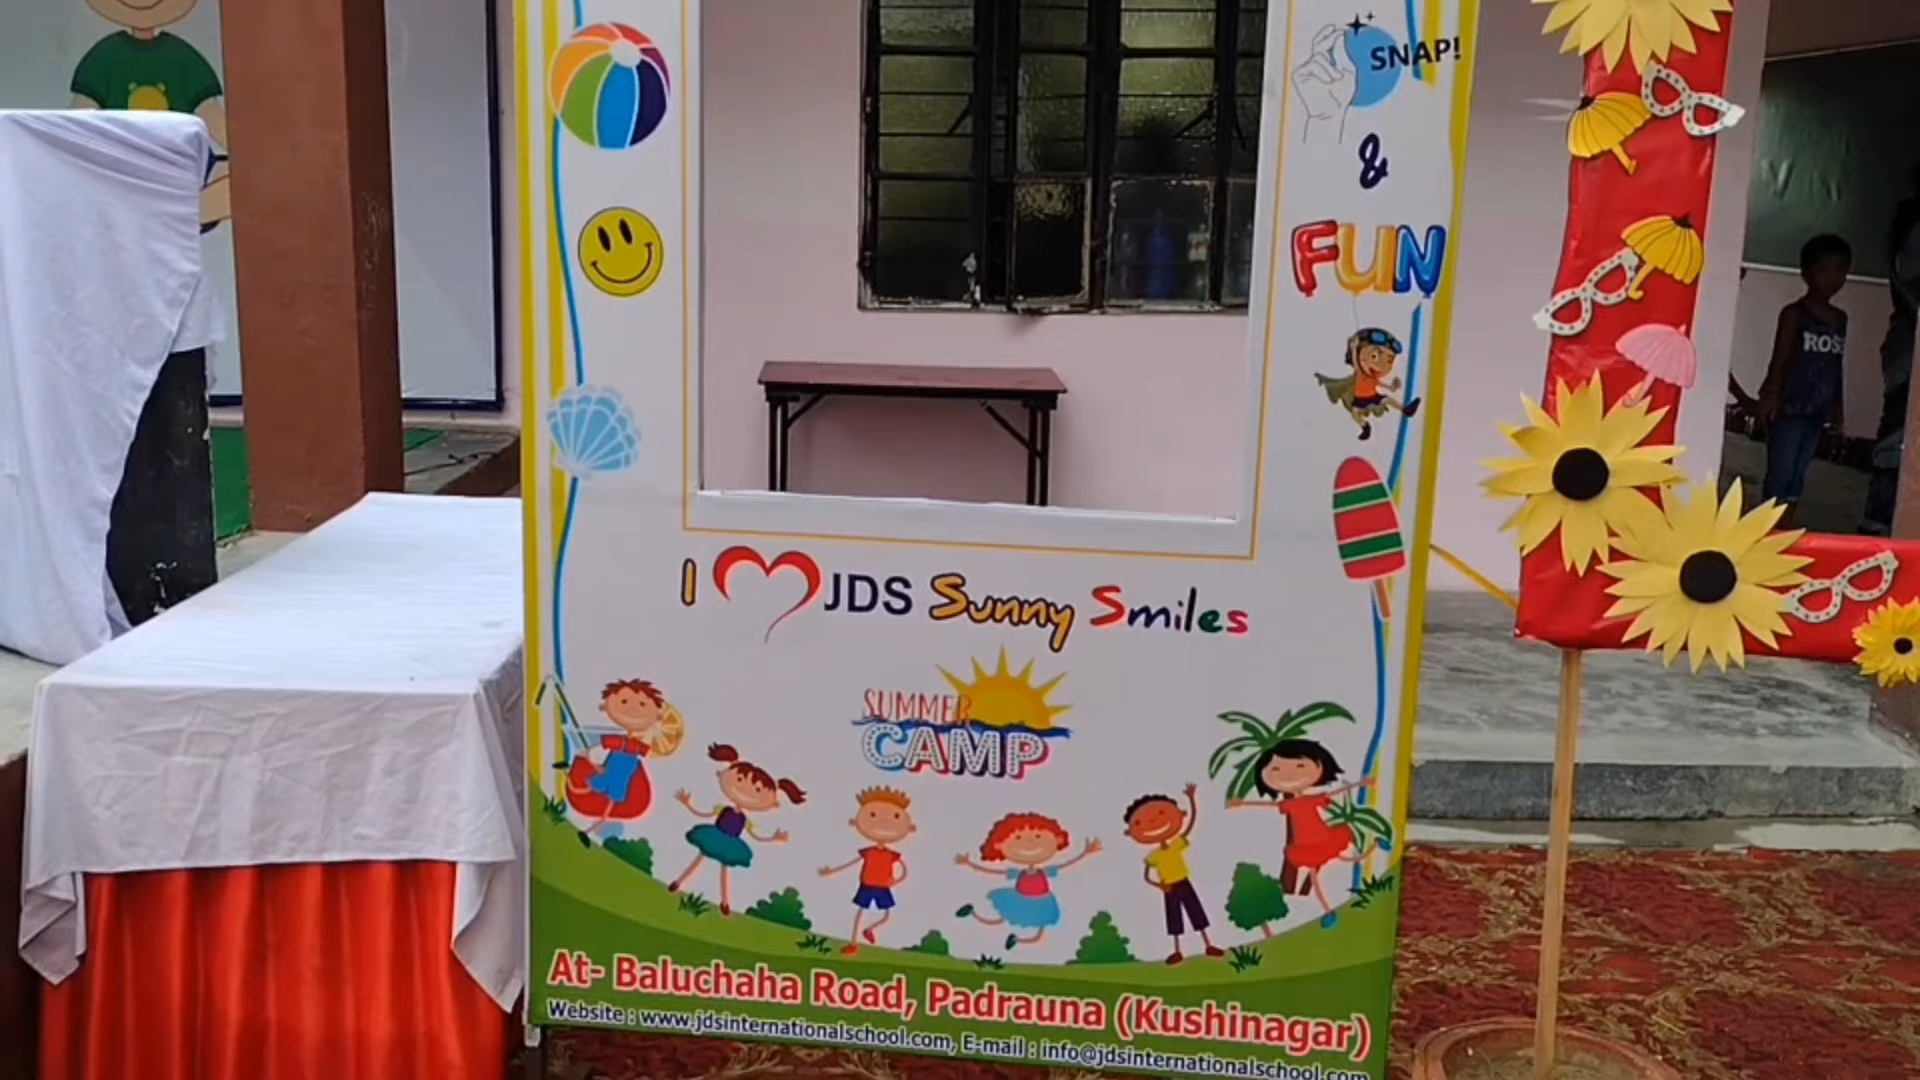 SNAP!
&
FUN
ROSE
I JDS Sunny Smiles
SUMMER
CAMP
At- Baluchaha Road, Padrauna (Kushinagar)
Website : www.jdsinternationalschool.com, E-mail : info@jdsinternationalschool.com